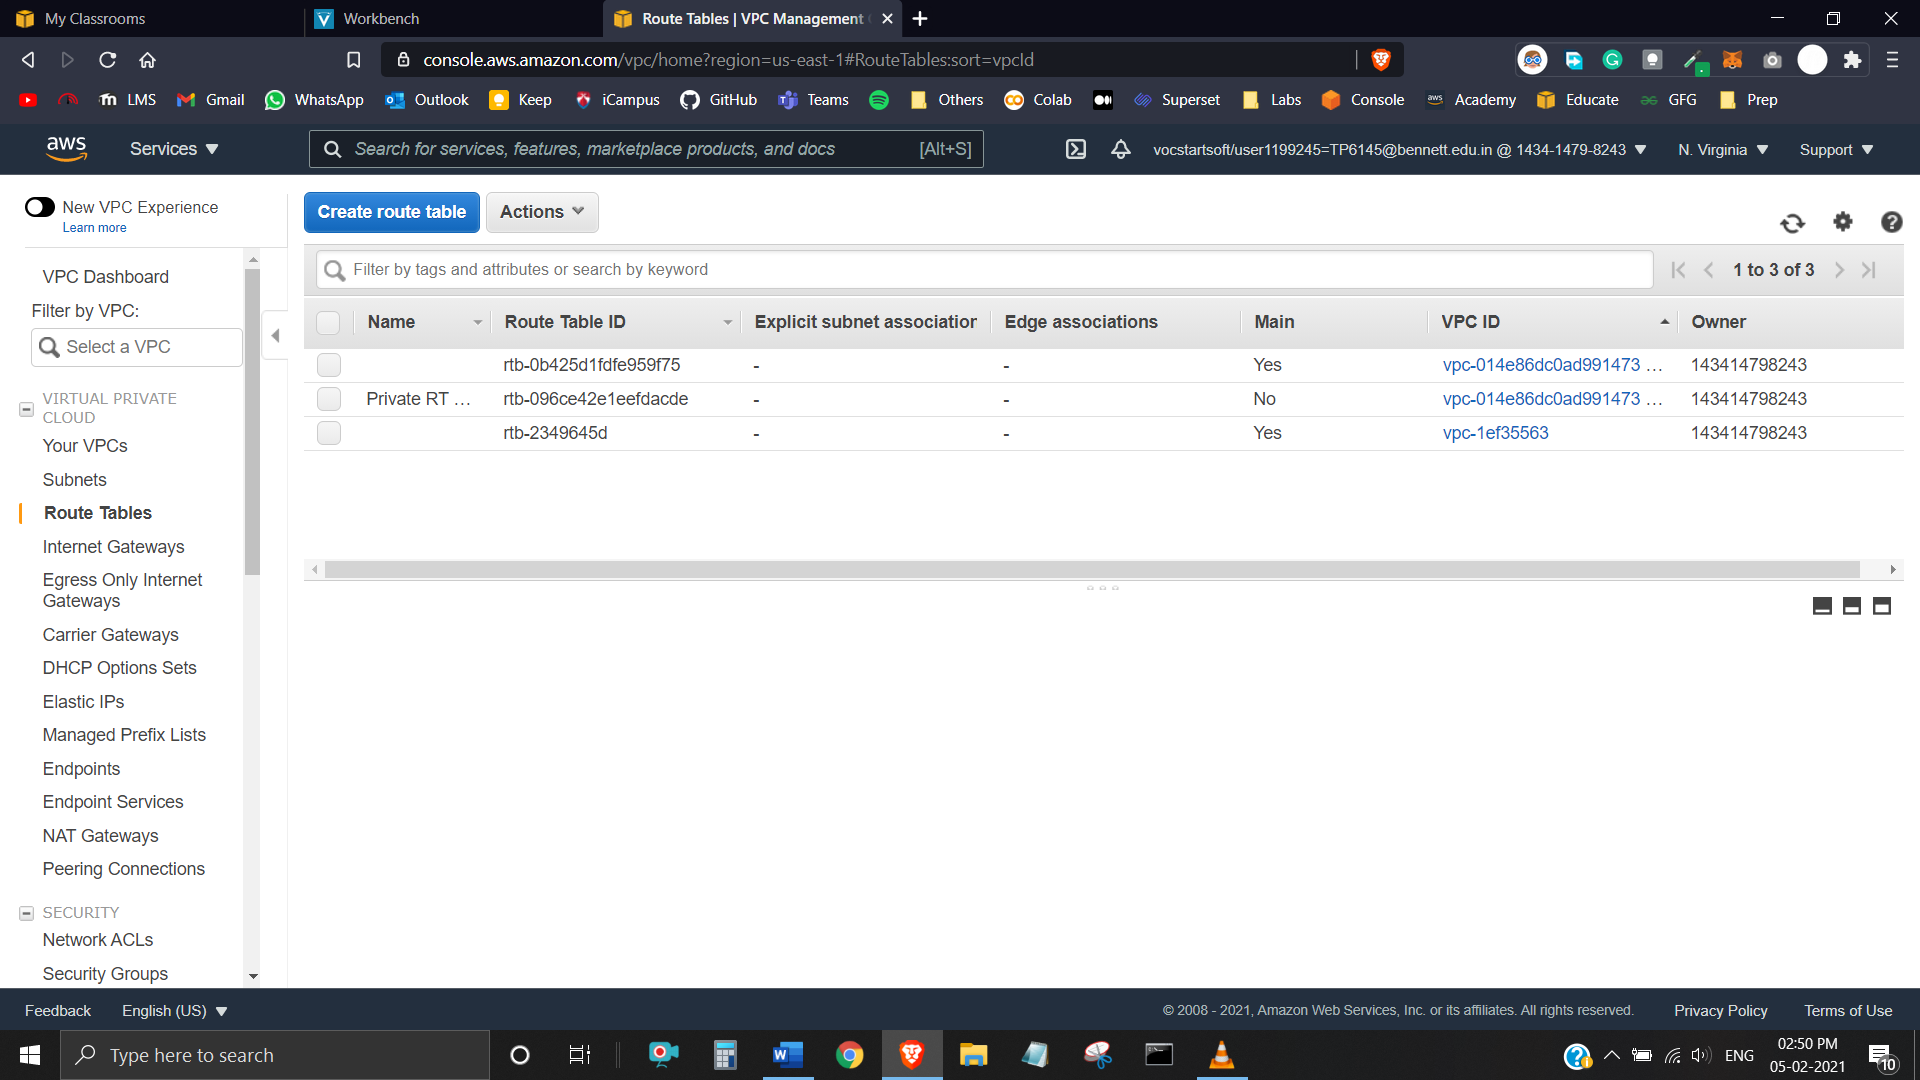 My Classrooms
Workbench
Route Tables | VPC Management
console.aws.amazon.com/vpc/home?region=us-east-1#RouteTables:sort=vpcId
LMS Gmail WhatsApp Outlook Keep iCampus GitHub Teams Others Colab Superset Labs Console aws Academy Educate GFG Prep
aws Services Search for services, features, marketplace products, and docs [Alt+S] vocstartsoft/user1199245=TP6145@bennett.edu.in @ 1434-1479-8243 N. Virginia Support
New VPC Experience
Learn more
VPC Dashboard
Filter by VPC:
Select a VPC
VIRTUAL PRIVATE
CLOUD
Your VPCs
Subnets
Route Tables
Internet Gateways
Egress Only Internet
Gateways
Carrier Gateways
DHCP Options Sets
Elastic IPs
Managed Prefix Lists
Endpoints
Endpoint Services
NAT Gateways
Peering Connections
SECURITY
Network ACLs
Security Groups
Create route table Actions
Filter by tags and attributes or search by keyword 1 to 3 of 3
Name Route Table ID Explicit subnet association Edge associations Main VPC ID Owner
rtb-0b425d1fdfe959f75 - - Yes vpc-014e86dc0ad991473 ... 143414798243
Private RT ... rtb-096ce42e1eefdacde - - No vpc-014e86dc0ad991473 ... 143414798243
rtb-2349645d - - Yes vpc-1ef35563 143414798243
Feedback English (US) © 2008 - 2021, Amazon Web Services, Inc. or its affiliates. All rights reserved. Privacy Policy Terms of Use
Type here to search
ENG
02:50 PM
05-02-2021
10